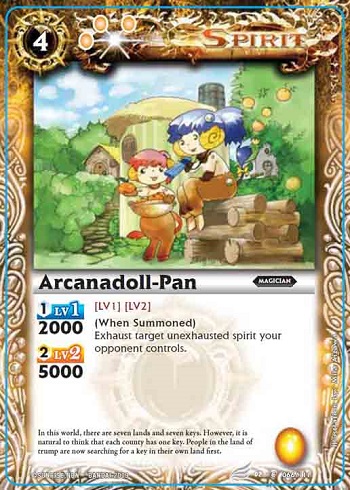 4
SPIRIT
Arcanadoll-Pan
MAGICIAN
1 LV1
2000
[LV1] [LV2]
(When Summoned)
Exhaust target unexhausted spirit your
opponent controls.
2 LV2
5000
In this world, there are seven lands and seven keys. However, it is
natural to think that each county has one key. People in the land of
trump are now searching for a key in their own land first.